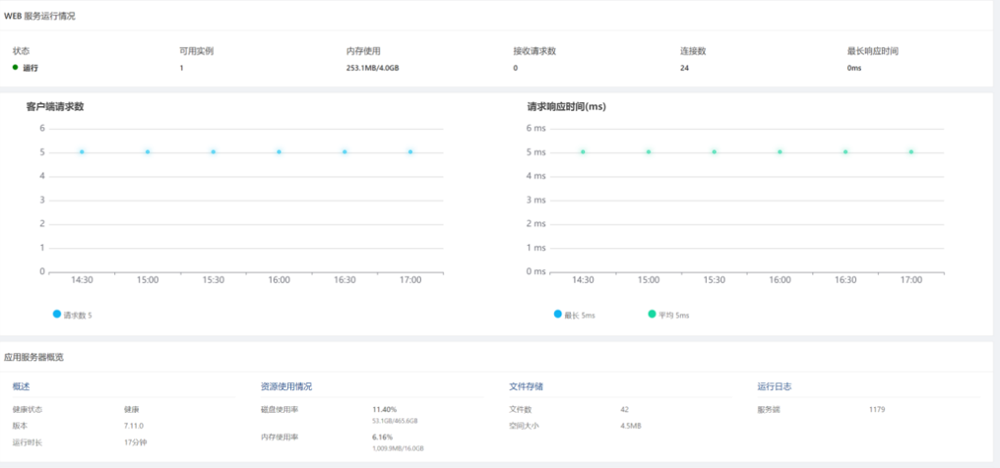 WEB 服务运行情况
状态 可用实例 内存使用 接收请求数 连接数 最长响应时间
运行 1 253.1MB/4.0GB 0 24 0ms
客户端请求数
6
5
4
3
2
1
0
14:30 15:00 15:30 16:00 16:30 17:00
请求数 5
请求响应时间(ms)
6 ms
5 ms
4 ms
3 ms
2 ms
1 ms
0 ms
14:30 15:00 15:30 16:00 16:30 17:00
最长 5ms 平均 5ms
应用服务器概览
概述
健康状态 健康
版本 7.11.0
运行时长 17分钟
资源使用情况
磁盘使用率 11.40%
53.1GB/465.6GB
内存使用率 6.16%
1,009.9MB/16.0GB
文件存储
文件数 42
空间大小 4.5MB
运行日志
服务端 1179